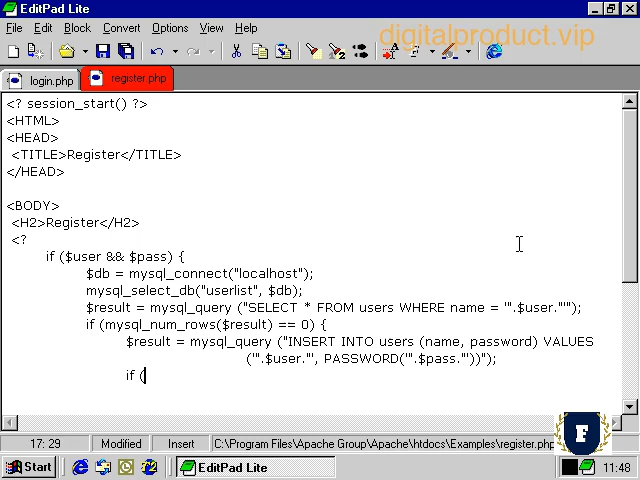 EditPad Lite
File Edit Block Convert Options View Help
digitalproduct.vip
login.php register.php
<? session_start() ?>
<HTML>
<HEAD>
<TITLE>Register</TITLE>
</HEAD>
<BODY>
<H2>Register</H2>
<?
if ($user && $pass) {
$db = mysql_connect("localhost");
mysql_select_db("userlist", $db);
$result = mysql_query ("SELECT * FROM users WHERE name = '".$user."'");
if (mysql_num_rows($result) == 0) {
$result = mysql_query ("INSERT INTO users (name, password) VALUES
('".$user."', PASSWORD('".$pass."'))");
if (
17: 29 Modified Insert C:\Program Files\Apache Group\Apache\htdocs\Examples\register.php
F
Start EditPad Lite 11:48